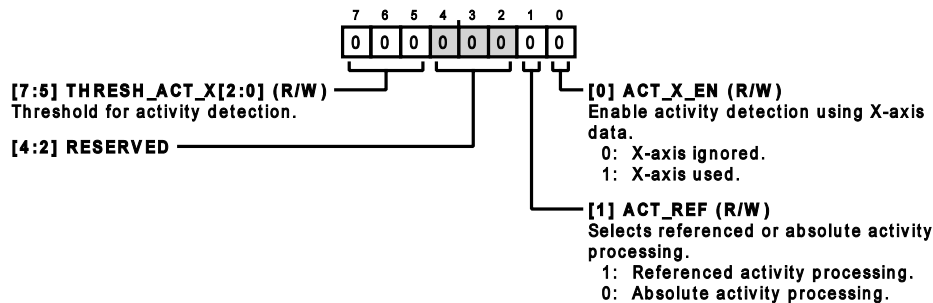 7 6 5 4 3 2 1 0
0 0 0 0 0 0 0 0
[7:5] THRESH_ACT_X[2:0] (R/W)
Threshold for activity detection.
[4:2] RESERVED
[0] ACT_X_EN (R/W)
Enable activity detection using X-axis
data.
0: X-axis ignored.
1: X-axis used.
[1] ACT_REF (R/W)
Selects referenced or absolute activity
processing.
1: Referenced activity processing.
0: Absolute activity processing.